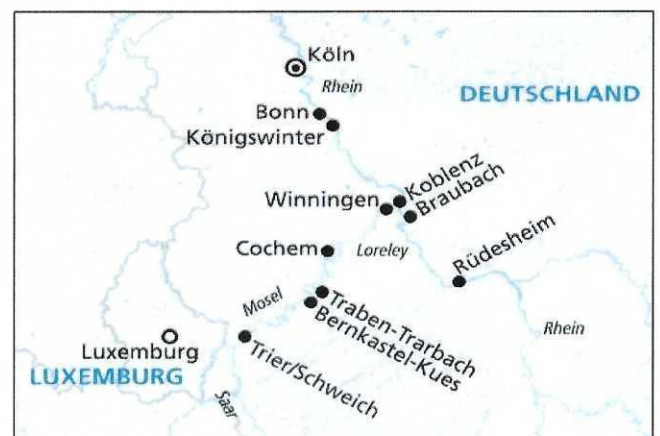 Köln
Rhein
DEUTSCHLAND
Bonn
Königswinter
Koblenz
Winningen
Braubach
Cochem
Loreley
Rüdesheim
Mosel
Traben-Trarbach
Bernkastel-Kues
Rhein
Luxemburg
Trier/Schweich
LUXEMBURG
Saar